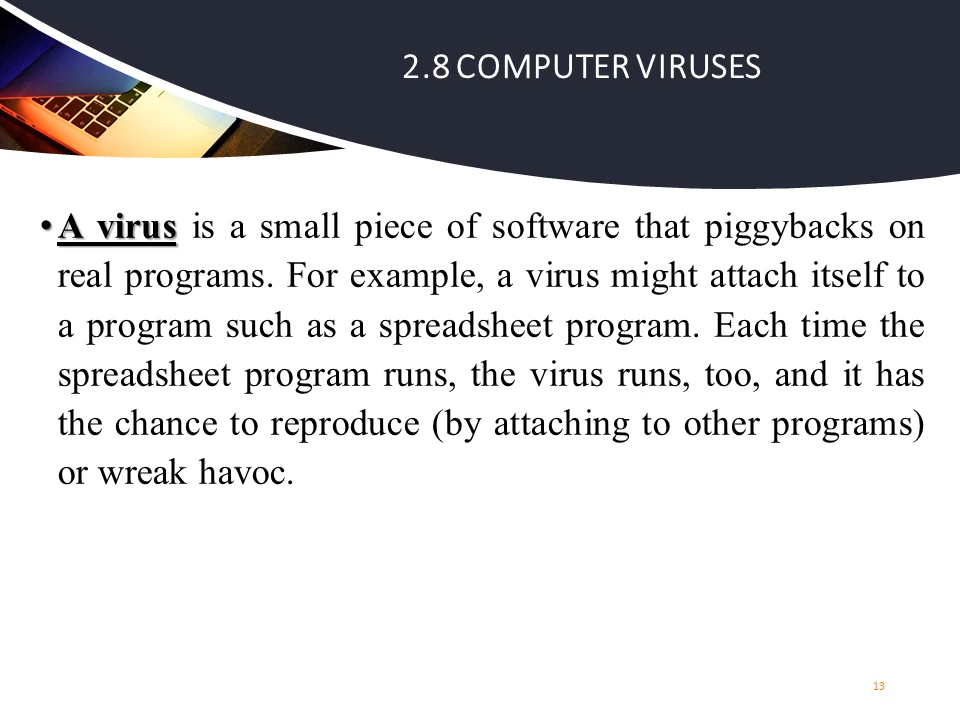 2.8 COMPUTER VIRUSES
• A virus is a small piece of software that piggybacks on
real programs. For example, a virus might attach itself to
a program such as a spreadsheet program. Each time the
spreadsheet program runs, the virus runs, too, and it has
the chance to reproduce (by attaching to other programs)
or wreak havoc.
13